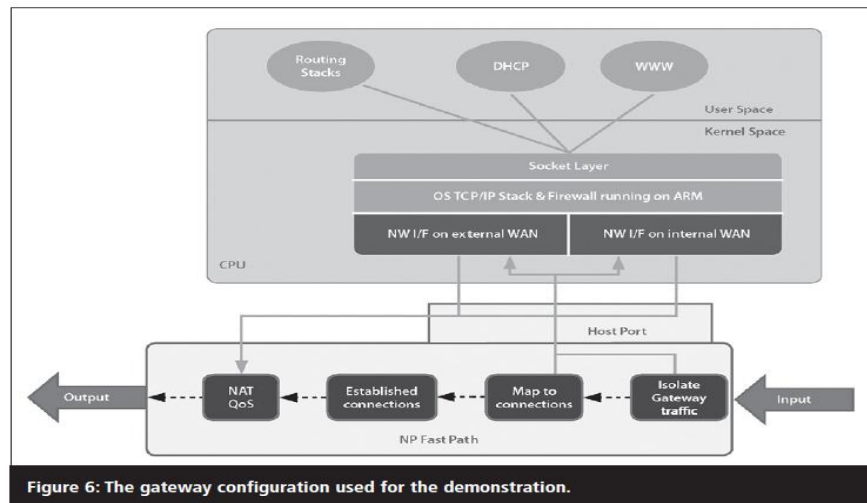 Routing
Stacks
DHCP
WWW
User Space
Kernel Space
Socket Layer
OS TCP/IP Stack & Firewall running on ARM
NW I/F on external WAN
NW I/F on internal WAN
CPU
Host Port
Output
NAT
QoS
Established
connections
Map to
connections
Isolate
Gateway
traffic
Input
NP Fast Path
Figure 6: The gateway configuration used for the demonstration.